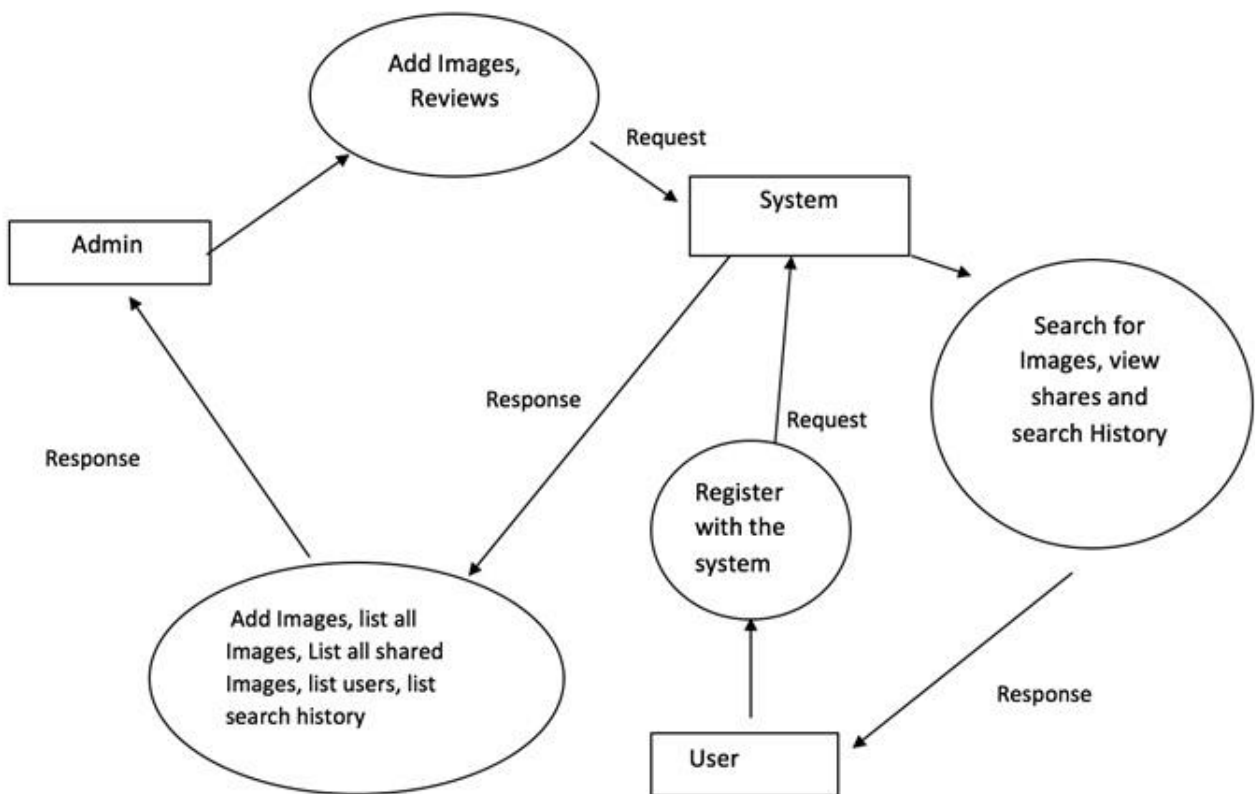 Add Images,
Reviews
Request
System
Admin
Search for
Images, view
shares and
search History
Response
Request
Response
Register
with the
system
Add Images, list all
Images, List all shared
Images, list users, list
search history
Response
User